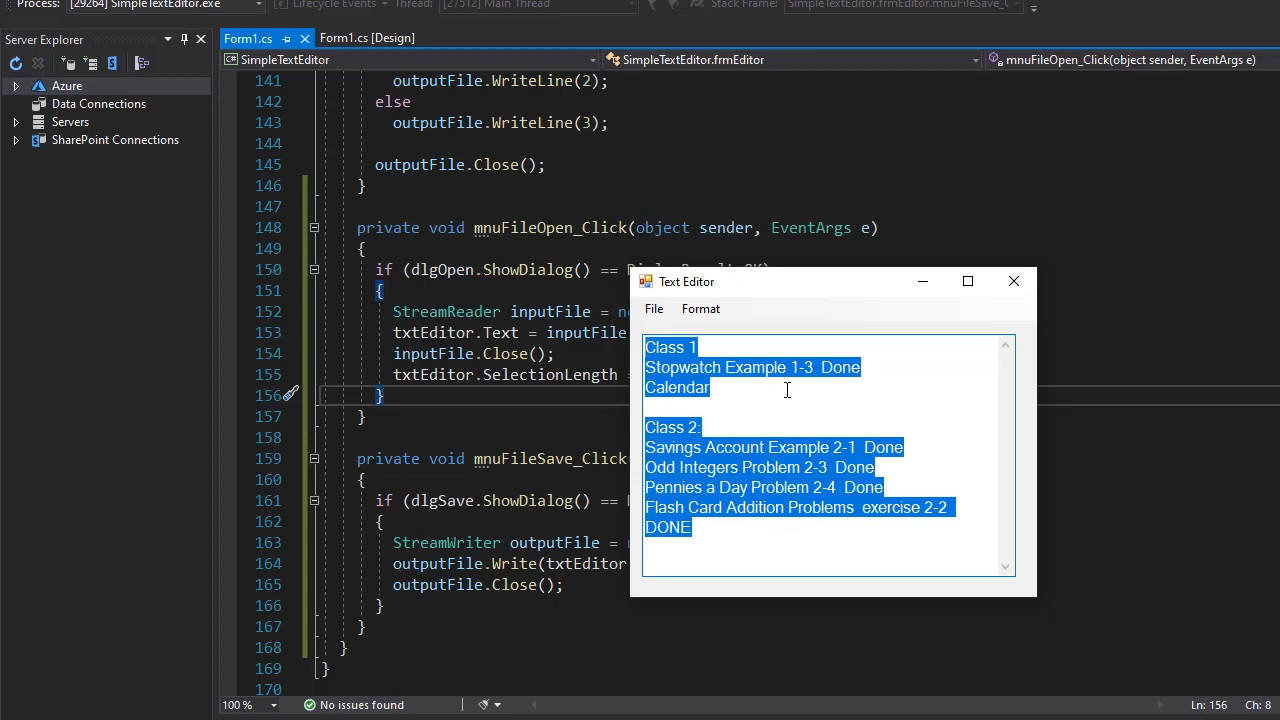 Process: [29264] SimpleTextEditor.exe Lifecycle Events Thread: [27512] Main Thread Stack Frame: SimpleTextEditor.frmEditor.mnuFileSave_C
Server Explorer
Form1.cs Form1.cs [Design]
SimpleTextEditor SimpleTextEditor.frmEditor mnuFileOpen_Click(object sender, EventArgs e)
Azure
Data Connections
Servers
SharePoint Connections
141 outputFile.WriteLine(2);
142 else
143 outputFile.WriteLine(3);
144
145 outputFile.Close();
146 }
147
148 private void mnuFileOpen_Click(object sender, EventArgs e)
149 {
150 if (dlgOpen.ShowDialog() ==
151 {
152 StreamReader inputFile =
153 txtEditor.Text = inputFile
154 inputFile.Close();
155 txtEditor.SelectionLength =
156 }
157 }
158
159 private void mnuFileSave_Click
160 {
161 if (dlgSave.ShowDialog() ==
162 {
163 StreamWriter outputFile =
164 outputFile.Write(txtEditor
165 outputFile.Close();
166 }
167 }
168 }
169 }
170
Text Editor
File Format
Class 1
Stopwatch Example 1-3 Done
Calendar
Class 2:
Savings Account Example 2-1 Done
Odd Integers Problem 2-3 Done
Pennies a Day Problem 2-4 Done
Flash Card Addition Problems exercise 2-2
DONE
100 % No issues found Ln: 156 Ch: 8